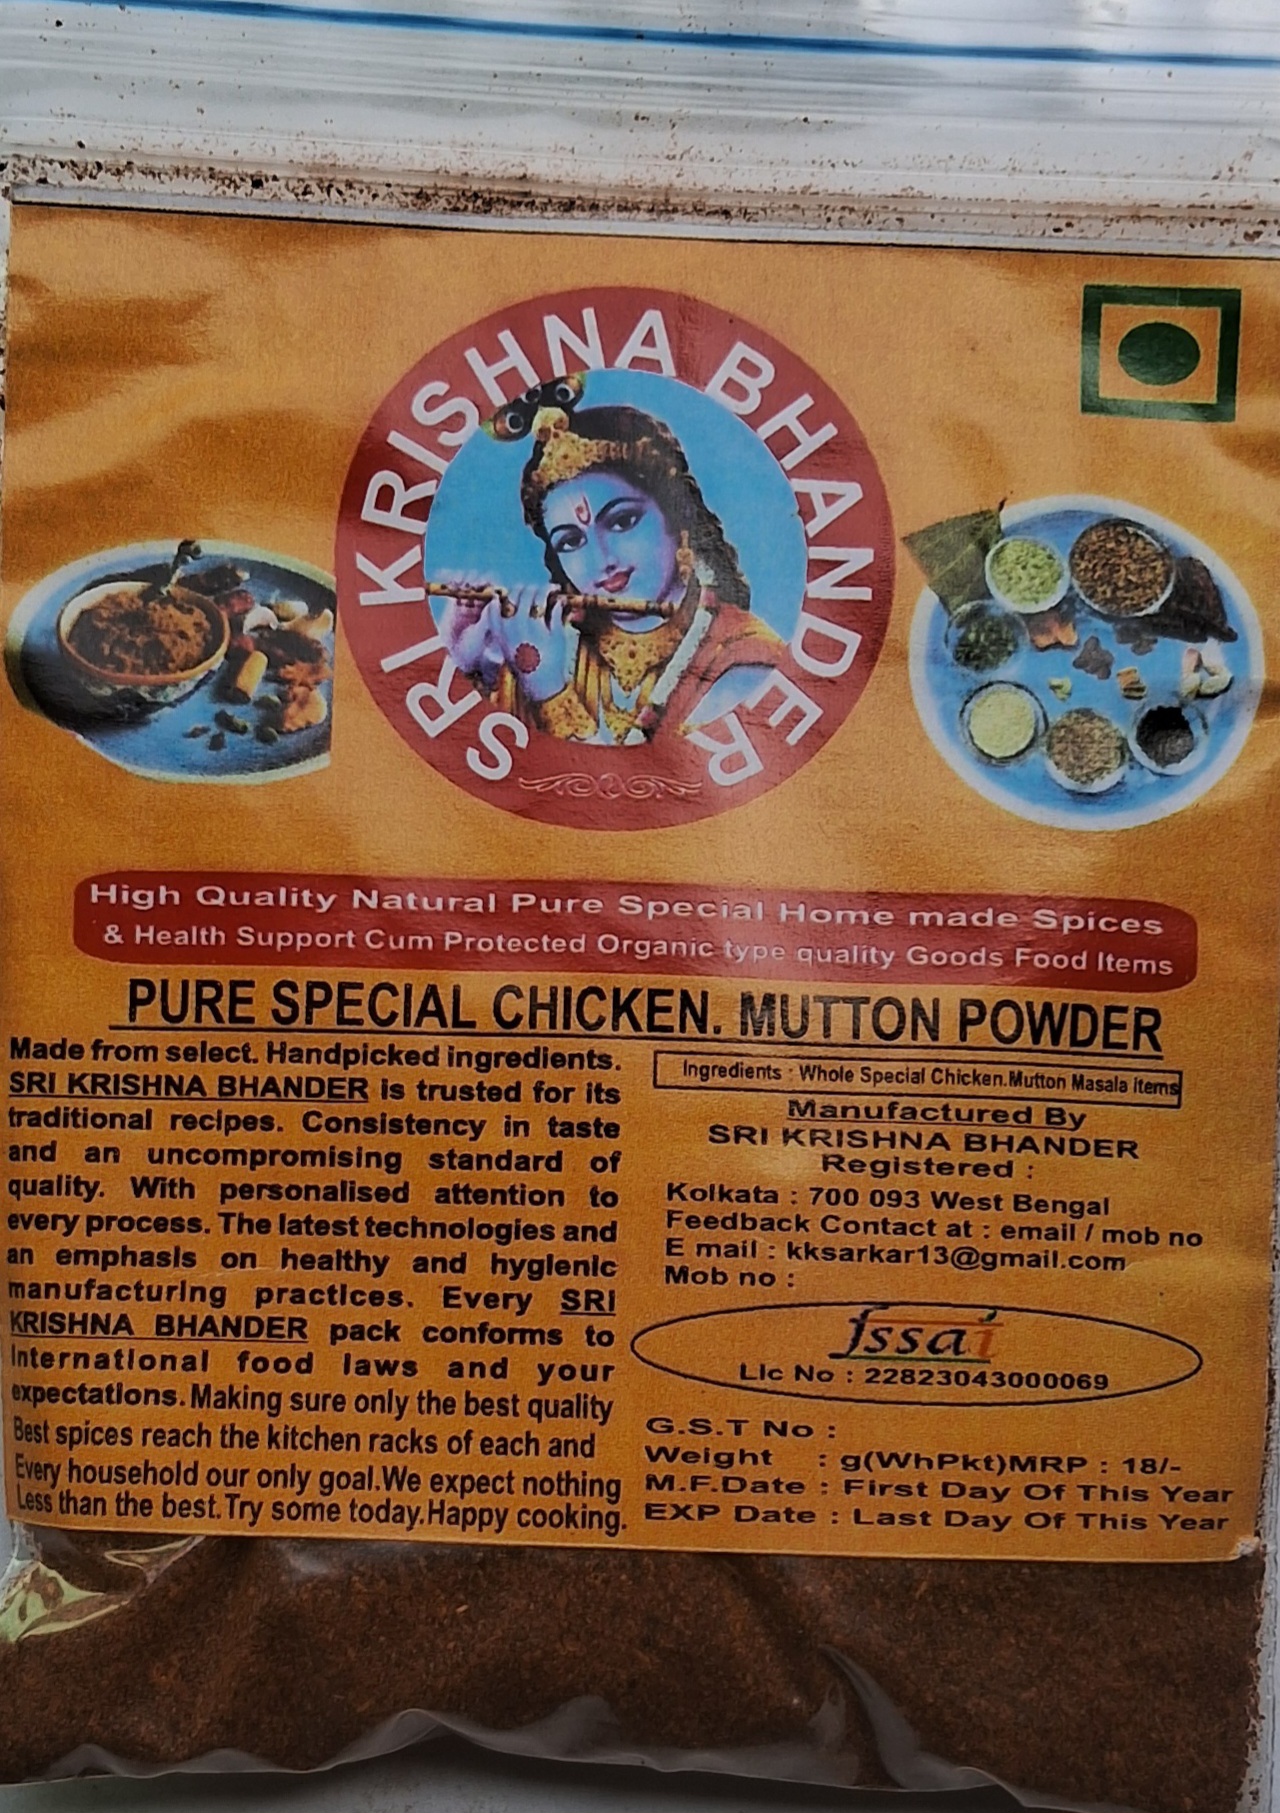 SRI KRISHNA BHANDER
High Quality Natural Pure Special Home made Spices
& Health Support Cum Protected Organic type quality Goods Food Items
PURE SPECIAL CHICKEN. MUTTON POWDER
Made from select. Handpicked ingredients.
SRI KRISHNA BHANDER is trusted for its
traditional recipes. Consistency in taste
and an uncompromising standard of
quality. With personalised attention to
every process. The latest technologies and
an emphasis on healthy and hygienic
manufacturing practices. Every SRI
KRISHNA BHANDER pack conforms to
International food laws and your
expectations. Making sure only the best quality
Best spices reach the kitchen racks of each and
Every household our only goal.We expect nothing
Less than the best.Try some today.Happy cooking.
Ingredients : Whole Special Chicken.Mutton Masala items
Manufactured By
SRI KRISHNA BHANDER
Registered :
Kolkata : 700 093 West Bengal
Feedback Contact at : email / mob no
E mail : kksarkar13@gmail.com
Mob no :
fssai
Lic No : 22823043000069
G.S.T No :
Weight : g(WhPkt)MRP : 18/-
M.F.Date : First Day Of This Year
EXP Date : Last Day Of This Year